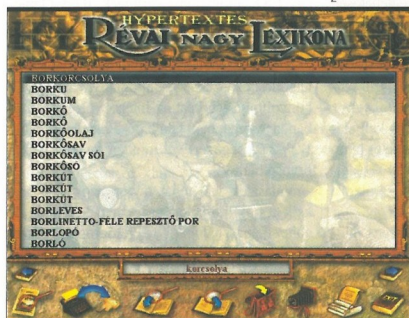 HYPERTEXTES
RÉVAI NAGY LEXIKONA
BORKORCSOLYA
BORKU
BORKUM
BORKŐ
BORKŐ
BORKŐOLAJ
BORKŐSAV
BORKŐSAV SÓI
BORKŐSÓ
BORKÚT
BORKÚT
BORKÚT
BORLEVES
BORLINETTO-FÉLE REPESZTŐ POR
BORLOPÓ
BORLÓ
korcsolya